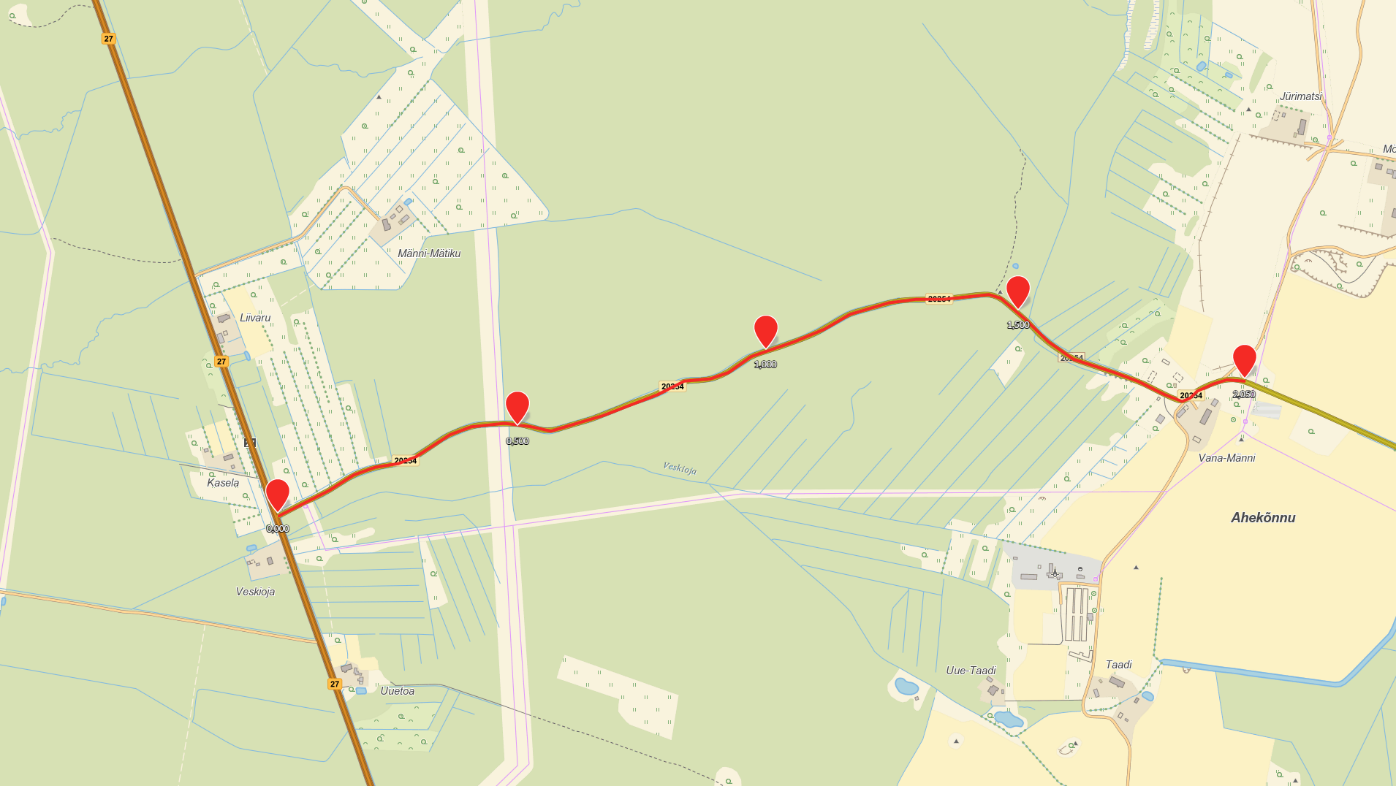 27
Jürimatsi
Männi-Mätiku
20254
Liivaru
1,500
27
20254
1,000
20254
20254
2,050
0,500
Vana-Männi
20254
Veskioja
Kasela
0,000
Ahekõnnu
Veskioja
Taadi
Uue-Taadi
27
Uuetoa